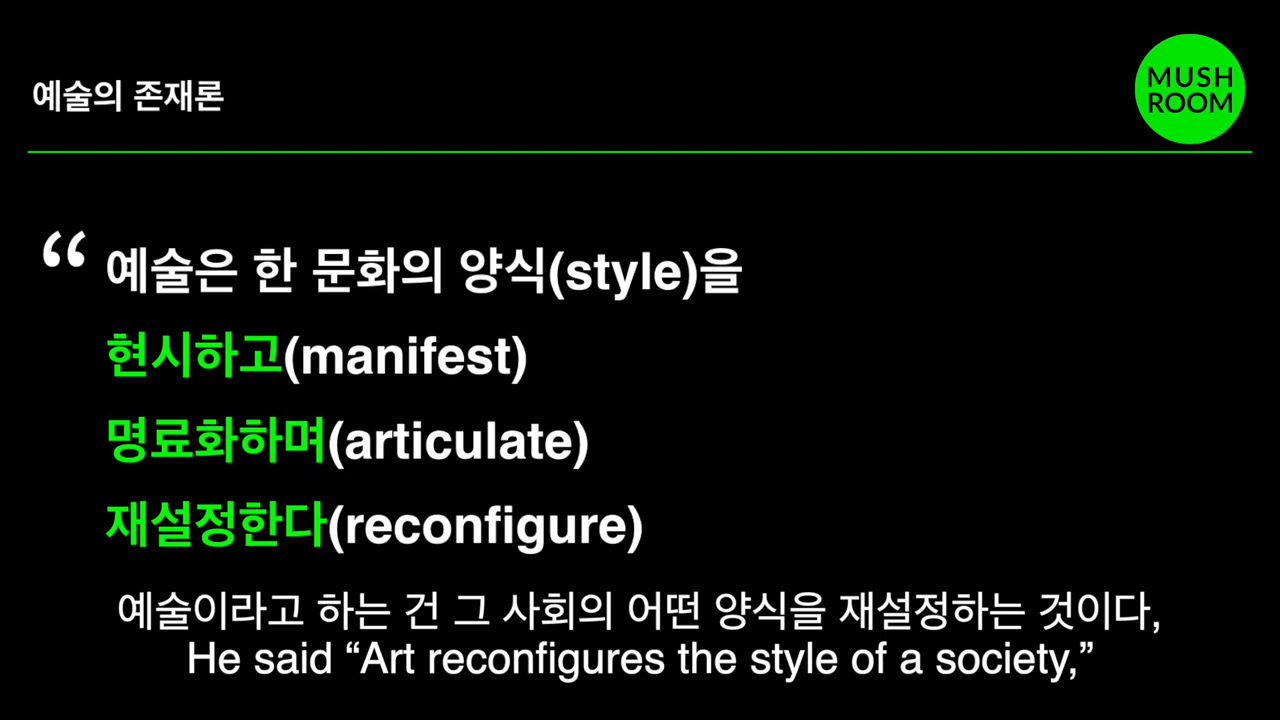 예술의 존재론
MUSH
ROOM
“ 예술은 한 문화의 양식(style)을
현시하고(manifest)
명료화하며(articulate)
재설정한다(reconfigure)
예술이라고 하는 건 그 사회의 어떤 양식을 재설정하는 것이다,
He said “Art reconfigures the style of a society,”